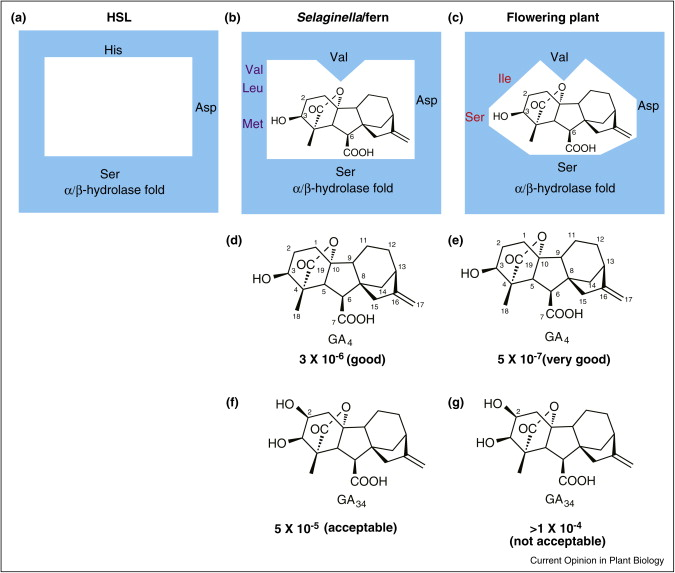 (a) HSL
His
Asp
Ser
α/β-hydrolase fold
(b) Selaginella/fern
Val
Val
Leu
Met
Asp
2
O
OC
HO
3
6
COOH
Ser
α/β-hydrolase fold
(c) Flowering plant
Val
Ile
Ser
Asp
2
O
OC
HO
3
6
COOH
Ser
α/β-hydrolase fold
(d)
1
O
11
2
12
9
OC
10
13
HO
3
19
8
14
4
5
6
15
16
17
18
7
COOH
GA4
3 X 10-6 (good)
(e)
1
O
11
2
12
9
OC
10
13
HO
3
19
8
14
4
5
6
15
16
17
18
7
COOH
GA4
5 X 10-7(very good)
(f)
HO
2
O
OC
HO
COOH
GA34
5 X 10-5 (acceptable)
(g)
HO
2
O
OC
HO
COOH
GA34
>1 X 10-4
(not acceptable)
Current Opinion in Plant Biology